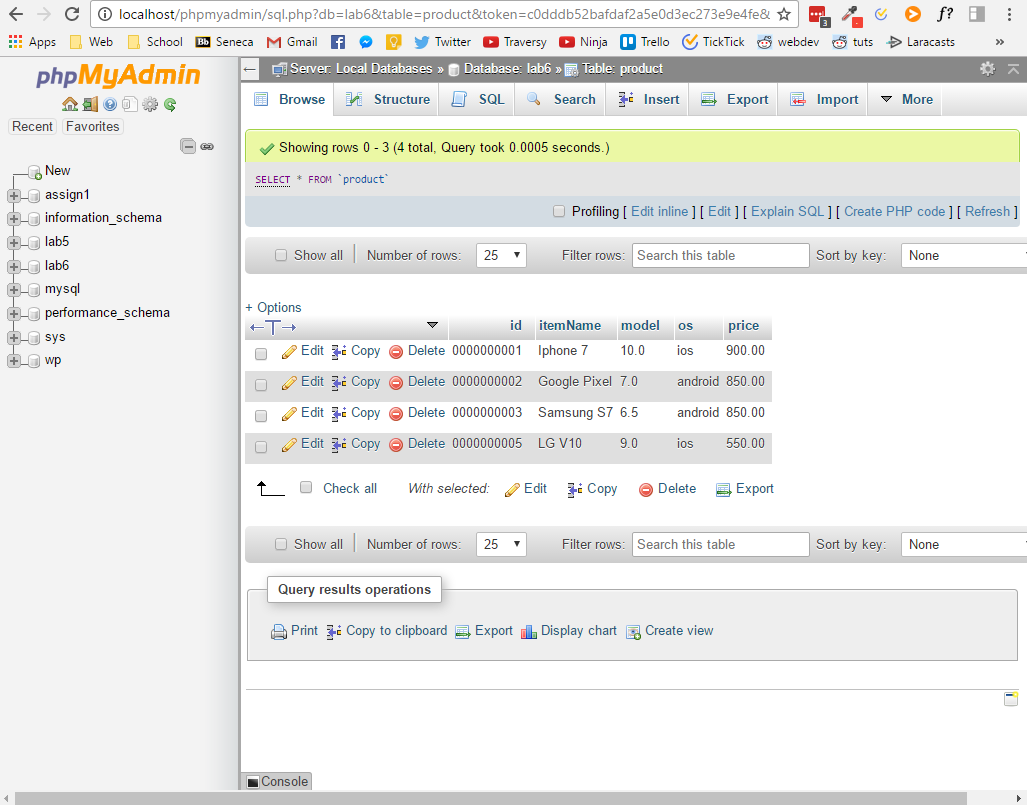 localhost/phpmyadmin/sql.php?db=lab6&table=product&token=c0dddb52bafdaf2a5e0d3ec273e9e4fe&
3
f?
Apps Web School Bb Seneca Gmail Twitter Traversy Ninja Trello TickTick webdev tuts Laracasts »
phpMyAdmin
Server: Local Databases » Database: lab6 » Table: product
Browse Structure SQL Search Insert Export Import More
Recent Favorites
New
assign1
information_schema
lab5
lab6
mysql
performance_schema
sys
wp
Showing rows 0 - 3 (4 total, Query took 0.0005 seconds.)
SELECT * FROM `product`
Profiling [ Edit inline ] [ Edit ] [ Explain SQL ] [ Create PHP code ] [ Refresh ]
Show all Number of rows: 25 Filter rows: Search this table Sort by key: None
+ Options
←T→ id itemName model os price
Edit Copy Delete 0000000001 Iphone 7 10.0 ios 900.00
Edit Copy Delete 0000000002 Google Pixel 7.0 android 850.00
Edit Copy Delete 0000000003 Samsung S7 6.5 android 850.00
Edit Copy Delete 0000000005 LG V10 9.0 ios 550.00
Check all With selected: Edit Copy Delete Export
Show all Number of rows: 25 Filter rows: Search this table Sort by key: None
Query results operations
Print Copy to clipboard Export Display chart Create view
Console